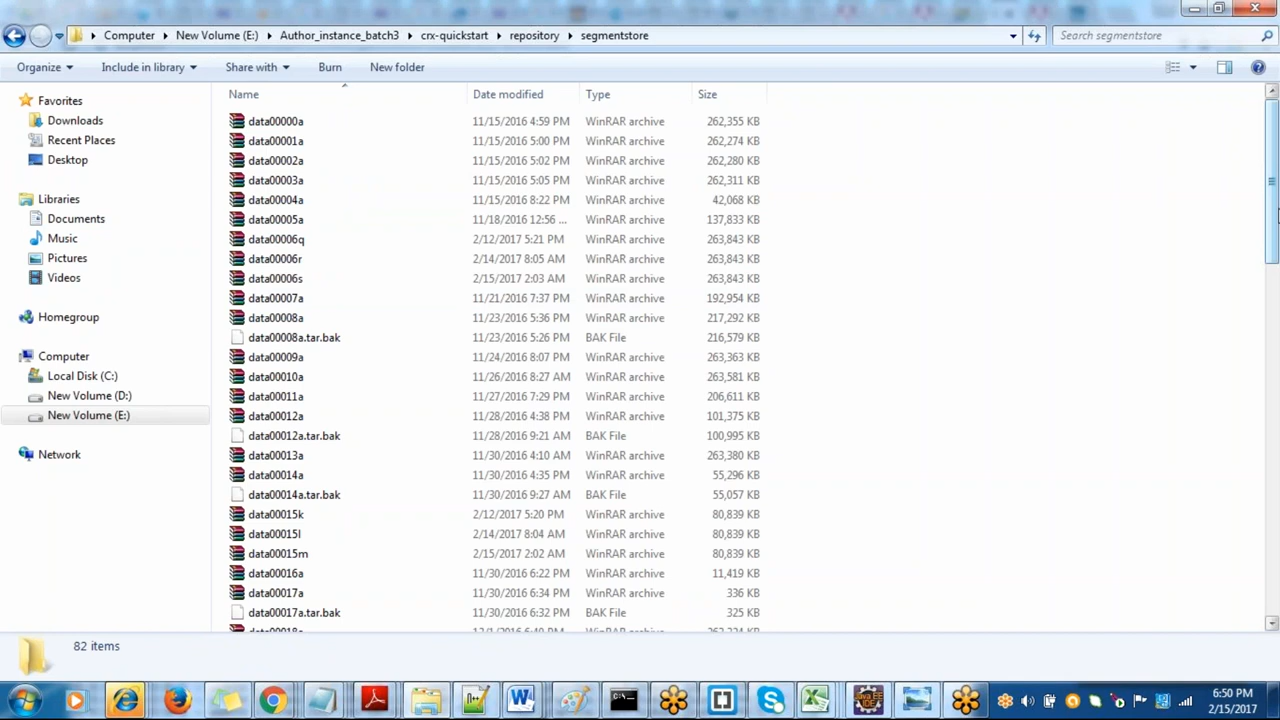 Computer New Volume (E:) Author_instance_batch3 crx-quickstart repository segmentstore Search segmentstore
Organize Include in library Share with Burn New folder
Name Date modified Type Size
Favorites
Downloads
Recent Places
Desktop
Libraries
Documents
Music
Pictures
Videos
Homegroup
Computer
Local Disk (C:)
New Volume (D:)
New Volume (E:)
Network
data00000a 11/15/2016 4:59 PM WinRAR archive 262,355 KB
data00001a 11/15/2016 5:00 PM WinRAR archive 262,274 KB
data00002a 11/15/2016 5:02 PM WinRAR archive 262,280 KB
data00003a 11/15/2016 5:05 PM WinRAR archive 262,311 KB
data00004a 11/15/2016 8:22 PM WinRAR archive 42,068 KB
data00005a 11/18/2016 12:56 ... WinRAR archive 137,833 KB
data00006q 2/12/2017 5:21 PM WinRAR archive 263,843 KB
data00006r 2/14/2017 8:05 AM WinRAR archive 263,843 KB
data00006s 2/15/2017 2:03 AM WinRAR archive 263,843 KB
data00007a 11/21/2016 7:37 PM WinRAR archive 192,954 KB
data00008a 11/23/2016 5:36 PM WinRAR archive 217,292 KB
data00008a.tar.bak 11/23/2016 5:26 PM BAK File 216,579 KB
data00009a 11/24/2016 8:07 PM WinRAR archive 263,363 KB
data00010a 11/26/2016 8:27 AM WinRAR archive 263,581 KB
data00011a 11/27/2016 7:29 PM WinRAR archive 206,611 KB
data00012a 11/28/2016 4:38 PM WinRAR archive 101,375 KB
data00012a.tar.bak 11/28/2016 9:21 AM BAK File 100,995 KB
data00013a 11/30/2016 4:10 AM WinRAR archive 263,380 KB
data00014a 11/30/2016 4:35 PM WinRAR archive 55,296 KB
data00014a.tar.bak 11/30/2016 9:27 AM BAK File 55,057 KB
data00015k 2/12/2017 5:20 PM WinRAR archive 80,839 KB
data00015l 2/14/2017 8:04 AM WinRAR archive 80,839 KB
data00015m 2/15/2017 2:02 AM WinRAR archive 80,839 KB
data00016a 11/30/2016 6:22 PM WinRAR archive 11,419 KB
data00017a 11/30/2016 6:34 PM WinRAR archive 336 KB
data00017a.tar.bak 11/30/2016 6:32 PM BAK File 325 KB
82 items
6:50 PM
2/15/2017